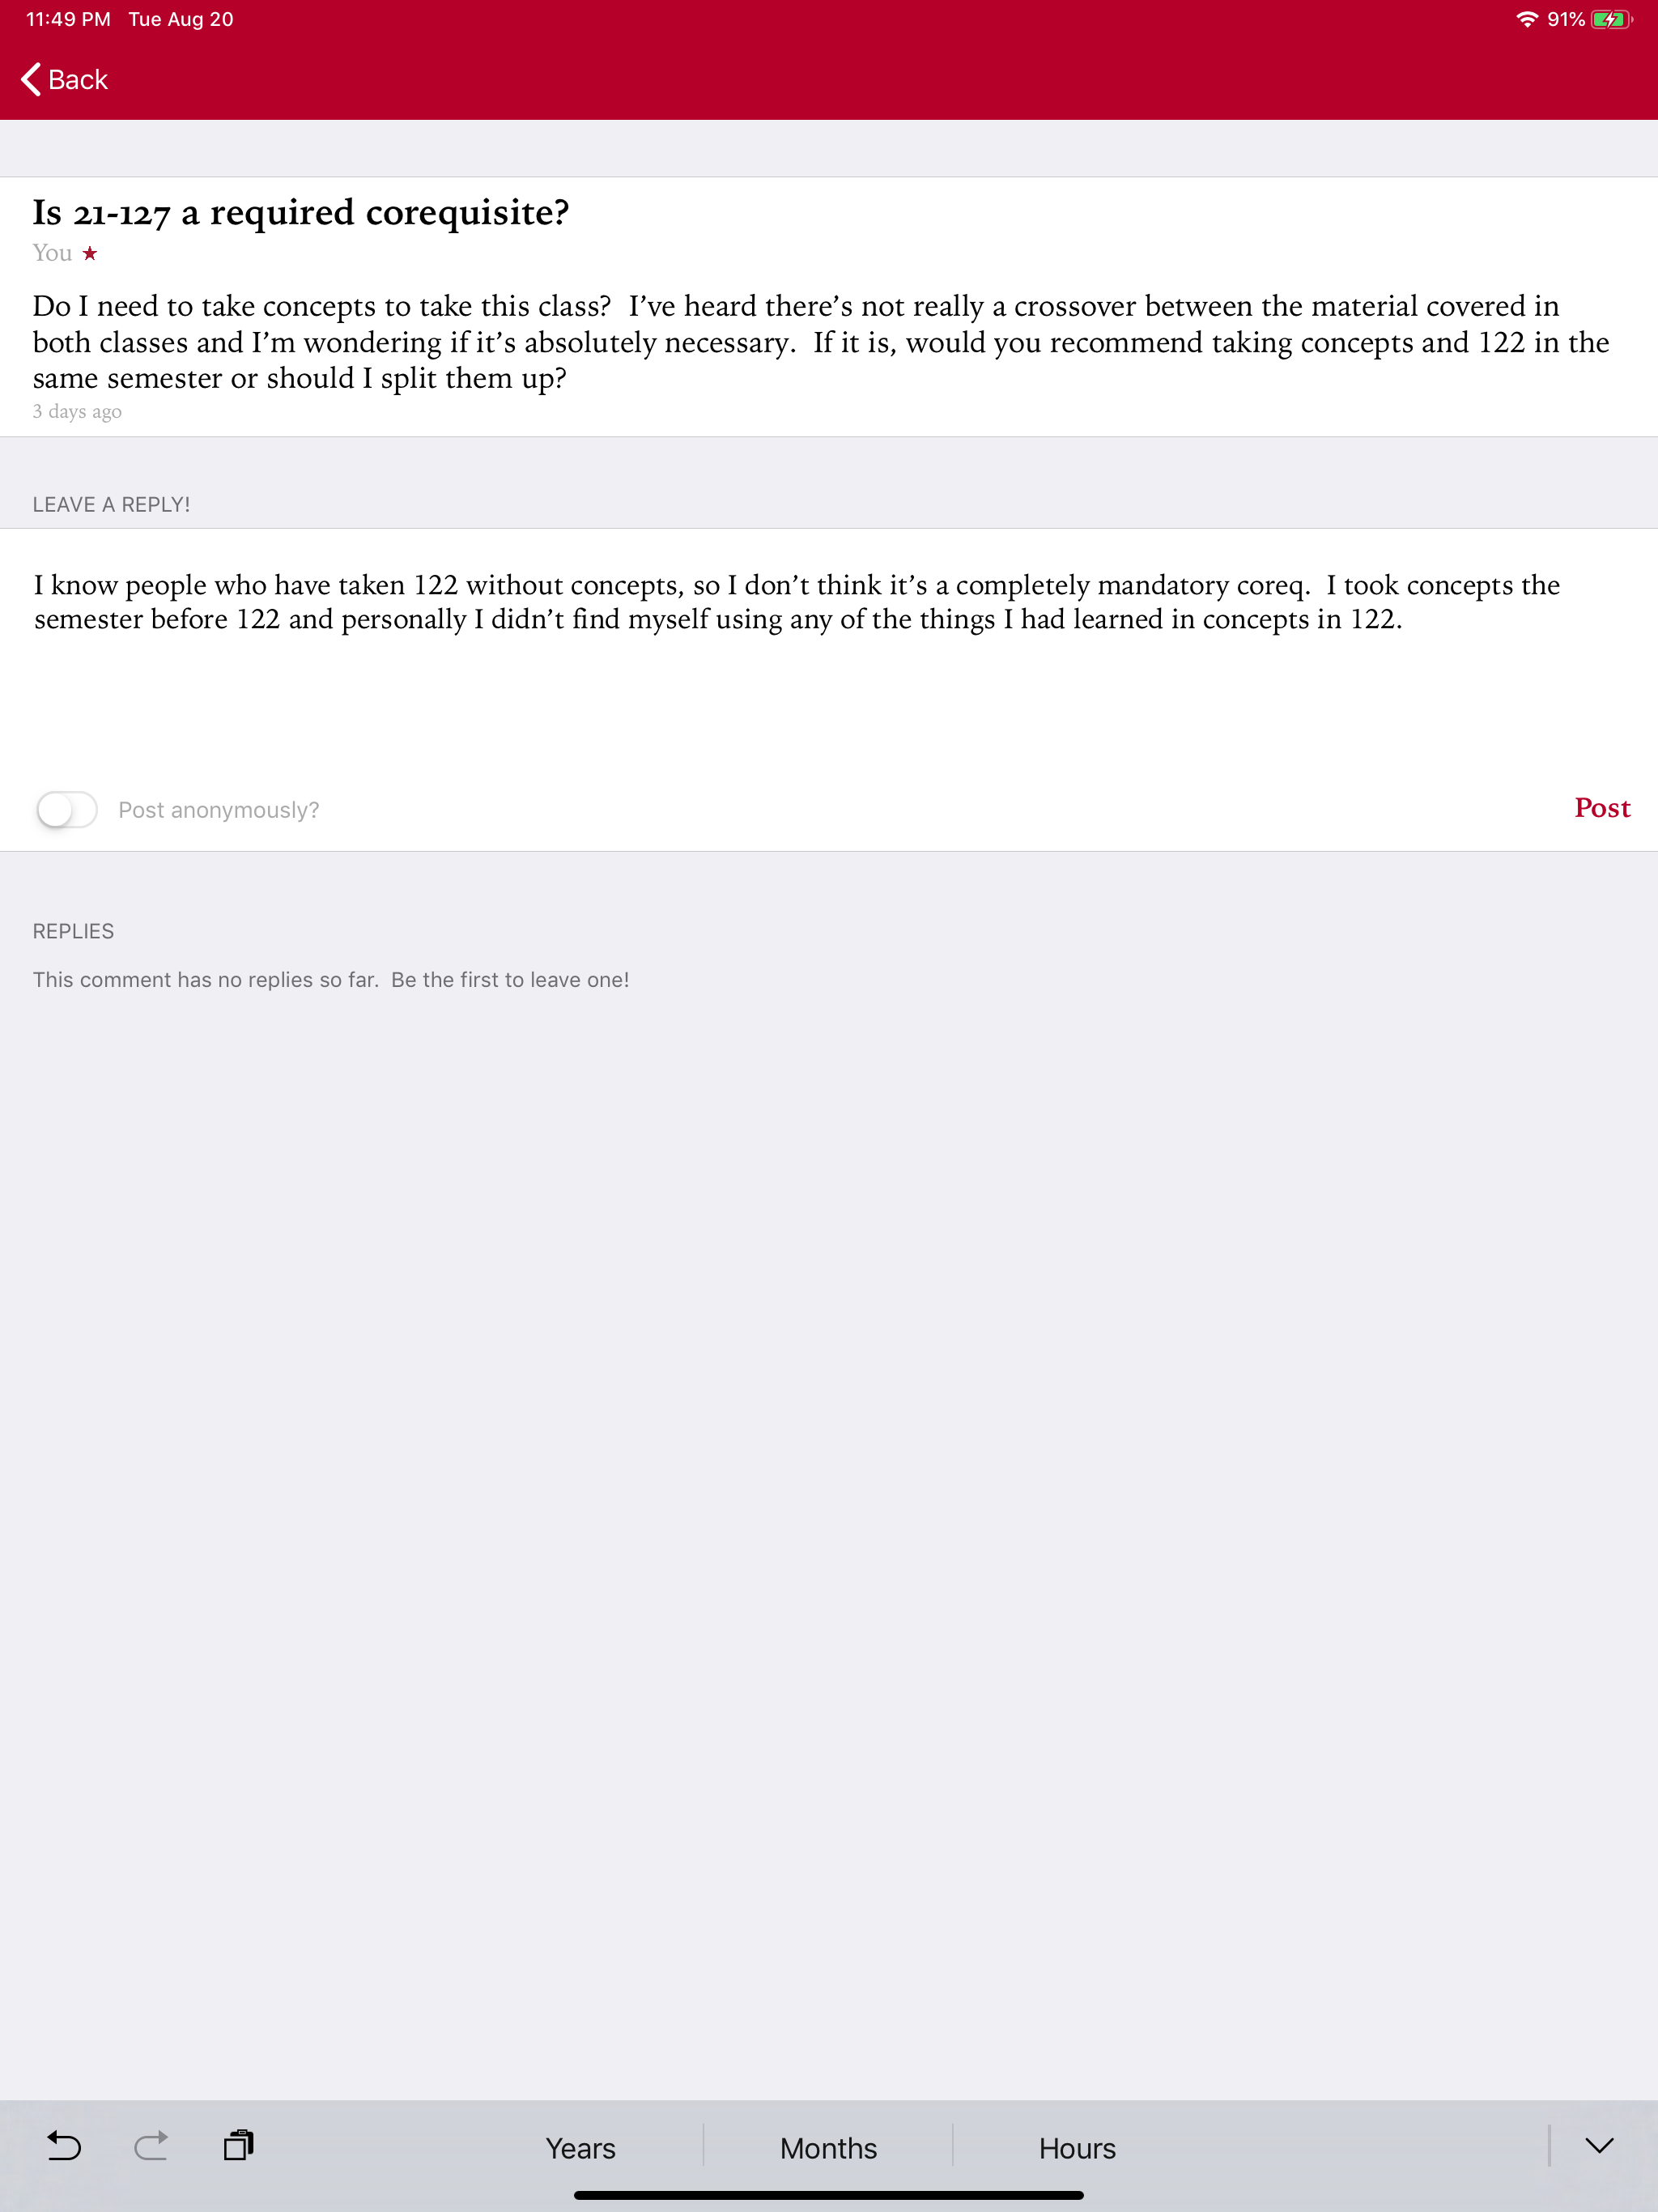 11:49 PM Tue Aug 20 91%
Back
Is 21-127 a required corequisite?
You ★
Do I need to take concepts to take this class?  I’ve heard there’s not really a crossover between the material covered in
both classes and I’m wondering if it’s absolutely necessary.  If it is, would you recommend taking concepts and 122 in the
same semester or should I split them up?
3 days ago
LEAVE A REPLY!
I know people who have taken 122 without concepts, so I don’t think it’s a completely mandatory coreq.  I took concepts the
semester before 122 and personally I didn’t find myself using any of the things I had learned in concepts in 122.
Post anonymously? Post
REPLIES
This comment has no replies so far.  Be the first to leave one!
Years Months Hours